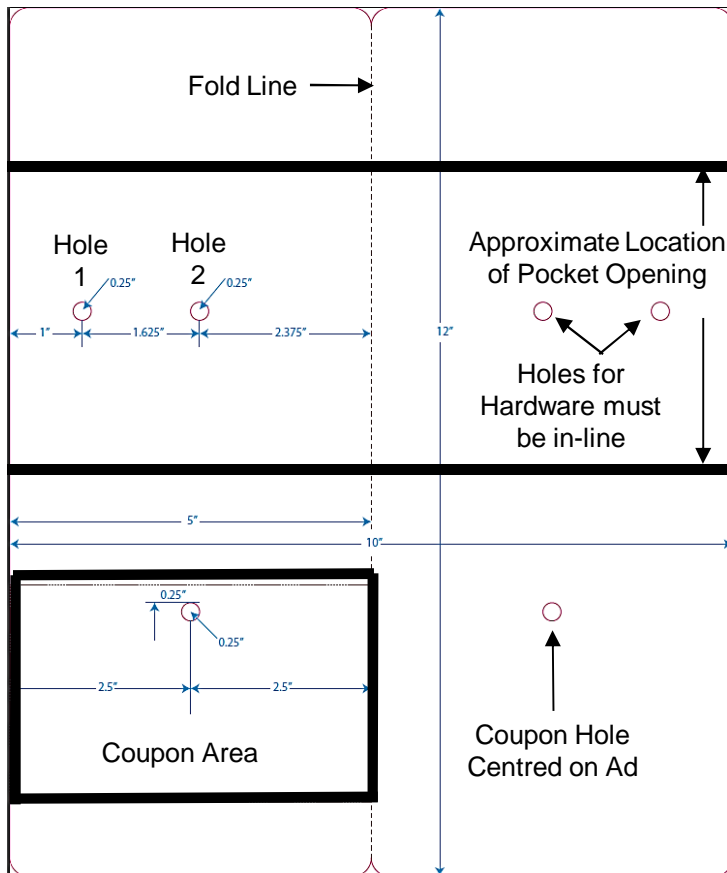 Fold Line
Hole
1
Hole
2
0.25"
0.25"
Approximate Location
of Pocket Opening
1"
1.625"
2.375"
12"
Holes for
Hardware must
be in-line
5"
10"
0.25"
0.25"
2.5"
2.5"
Coupon Area
Coupon Hole
Centred on Ad